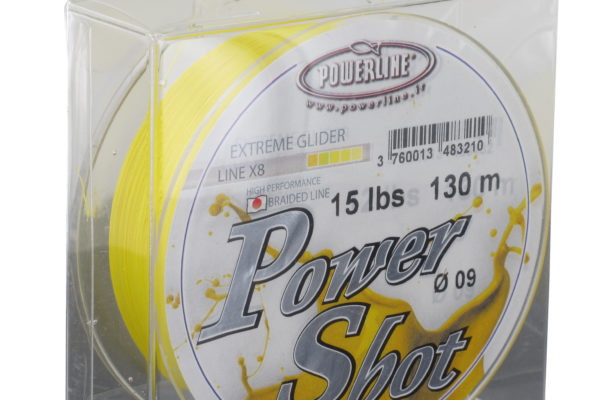 POWERLINE®
www.powerline.fr
EXTREME GLIDER
LINE X8
3 760013 483210
HIGH PERFORMANCE
BRAIDED LINE
15 lbs 130 m
Power
Ø 09
Shot